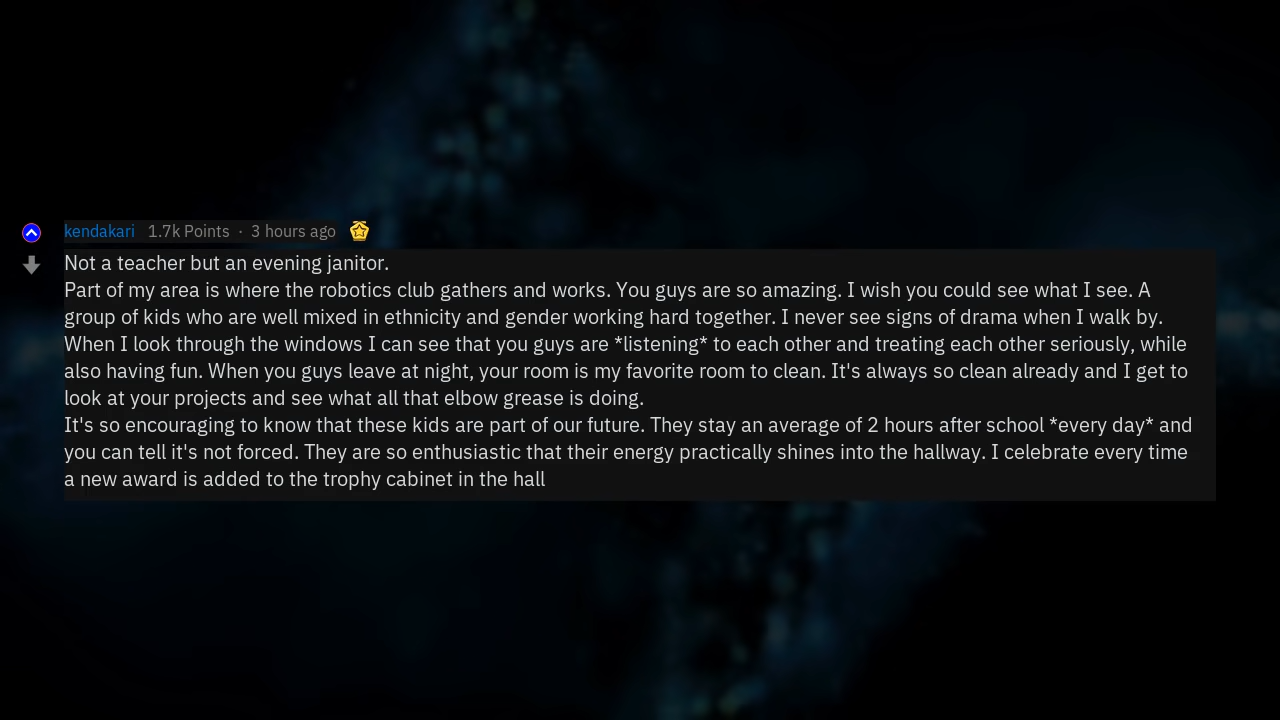 kendakari 1.7k Points · 3 hours ago
Not a teacher but an evening janitor.
Part of my area is where the robotics club gathers and works. You guys are so amazing. I wish you could see what I see. A
group of kids who are well mixed in ethnicity and gender working hard together. I never see signs of drama when I walk by.
When I look through the windows I can see that you guys are *listening* to each other and treating each other seriously, while
also having fun. When you guys leave at night, your room is my favorite room to clean. It's always so clean already and I get to
look at your projects and see what all that elbow grease is doing.
It's so encouraging to know that these kids are part of our future. They stay an average of 2 hours after school *every day* and
you can tell it's not forced. They are so enthusiastic that their energy practically shines into the hallway. I celebrate every time
a new award is added to the trophy cabinet in the hall